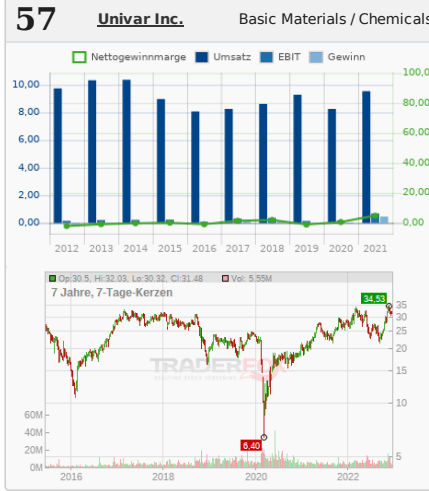 57 Univar Inc. Basic Materials / Chemicals
Nettogewinnmarge Umsatz EBIT Gewinn
10,00 100,0
8,00 80,00
6,00 60,00
4,00 40,00
2,00 20,00
0,00 0,00
2012 2013 2014 2015 2016 2017 2018 2019 2020 2021
Op:30.5, Hi:32.03, Lo:30.32, Cl:31.48 Vol: 5.55M
7 Jahre, 7-Tage-Kerzen
34,53
35
30
25
20
TRADERFOX
15
10
60M
40M
6,40
20M
5
0M
2016 2018 2020 2022